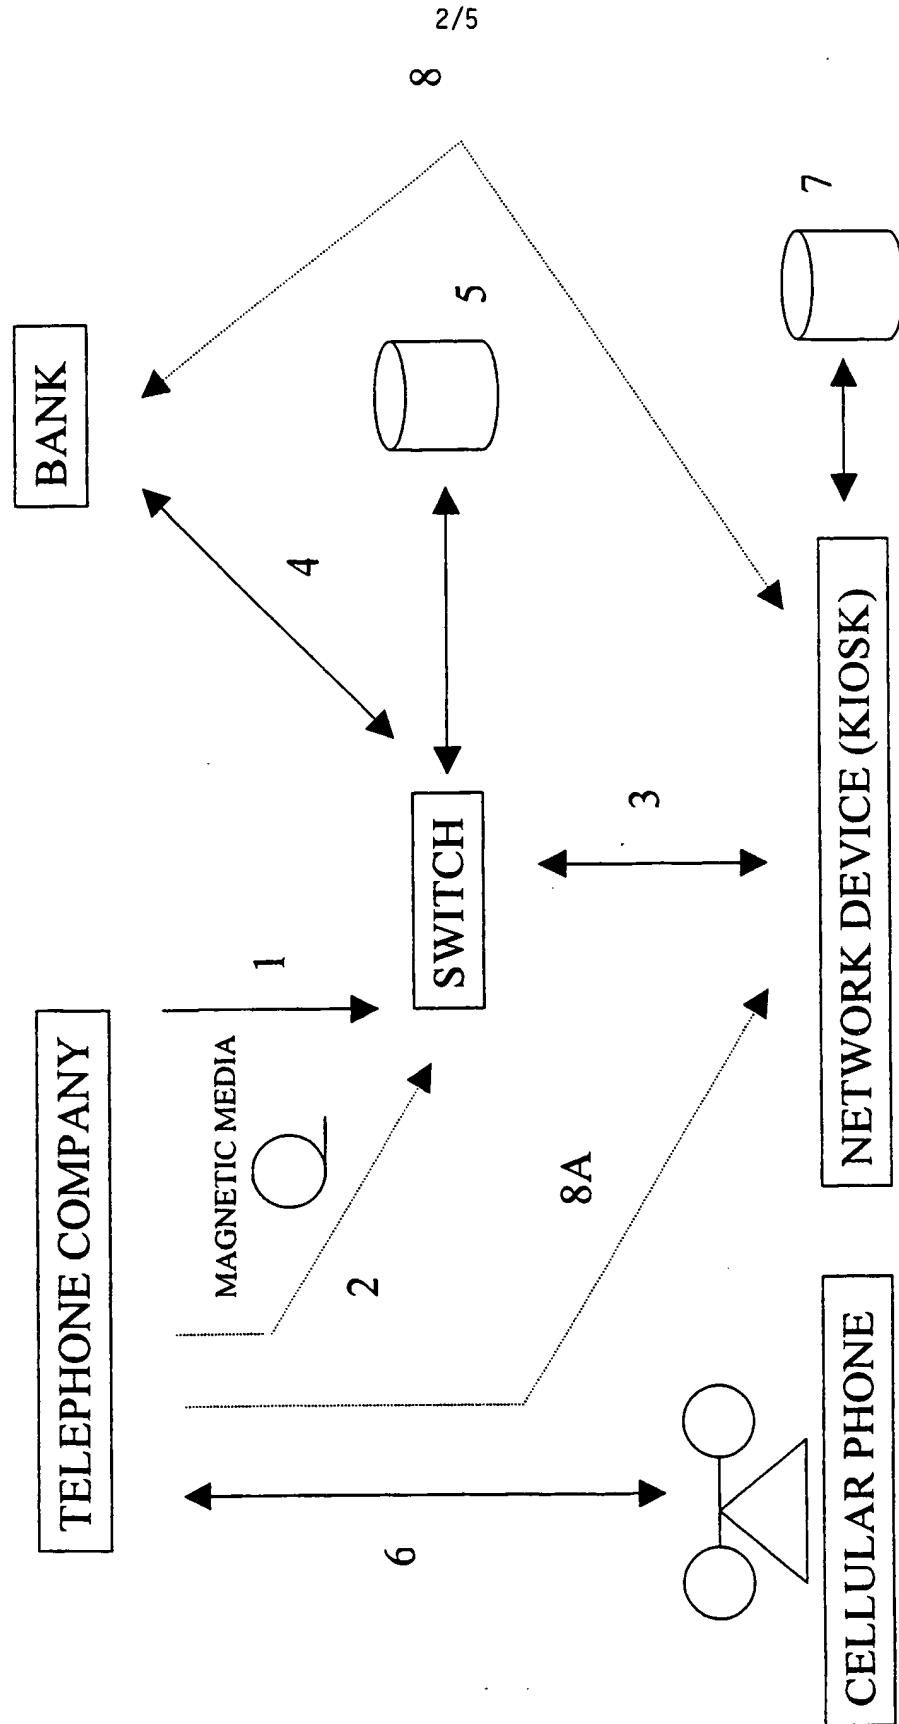 2/5
TELEPHONE COMPANY
BANK
MAGNETIC MEDIA
1
2
4
8
5
6
SWITCH
8A
3
7
CELLULAR PHONE
NETWORK DEVICE (KIOSK)